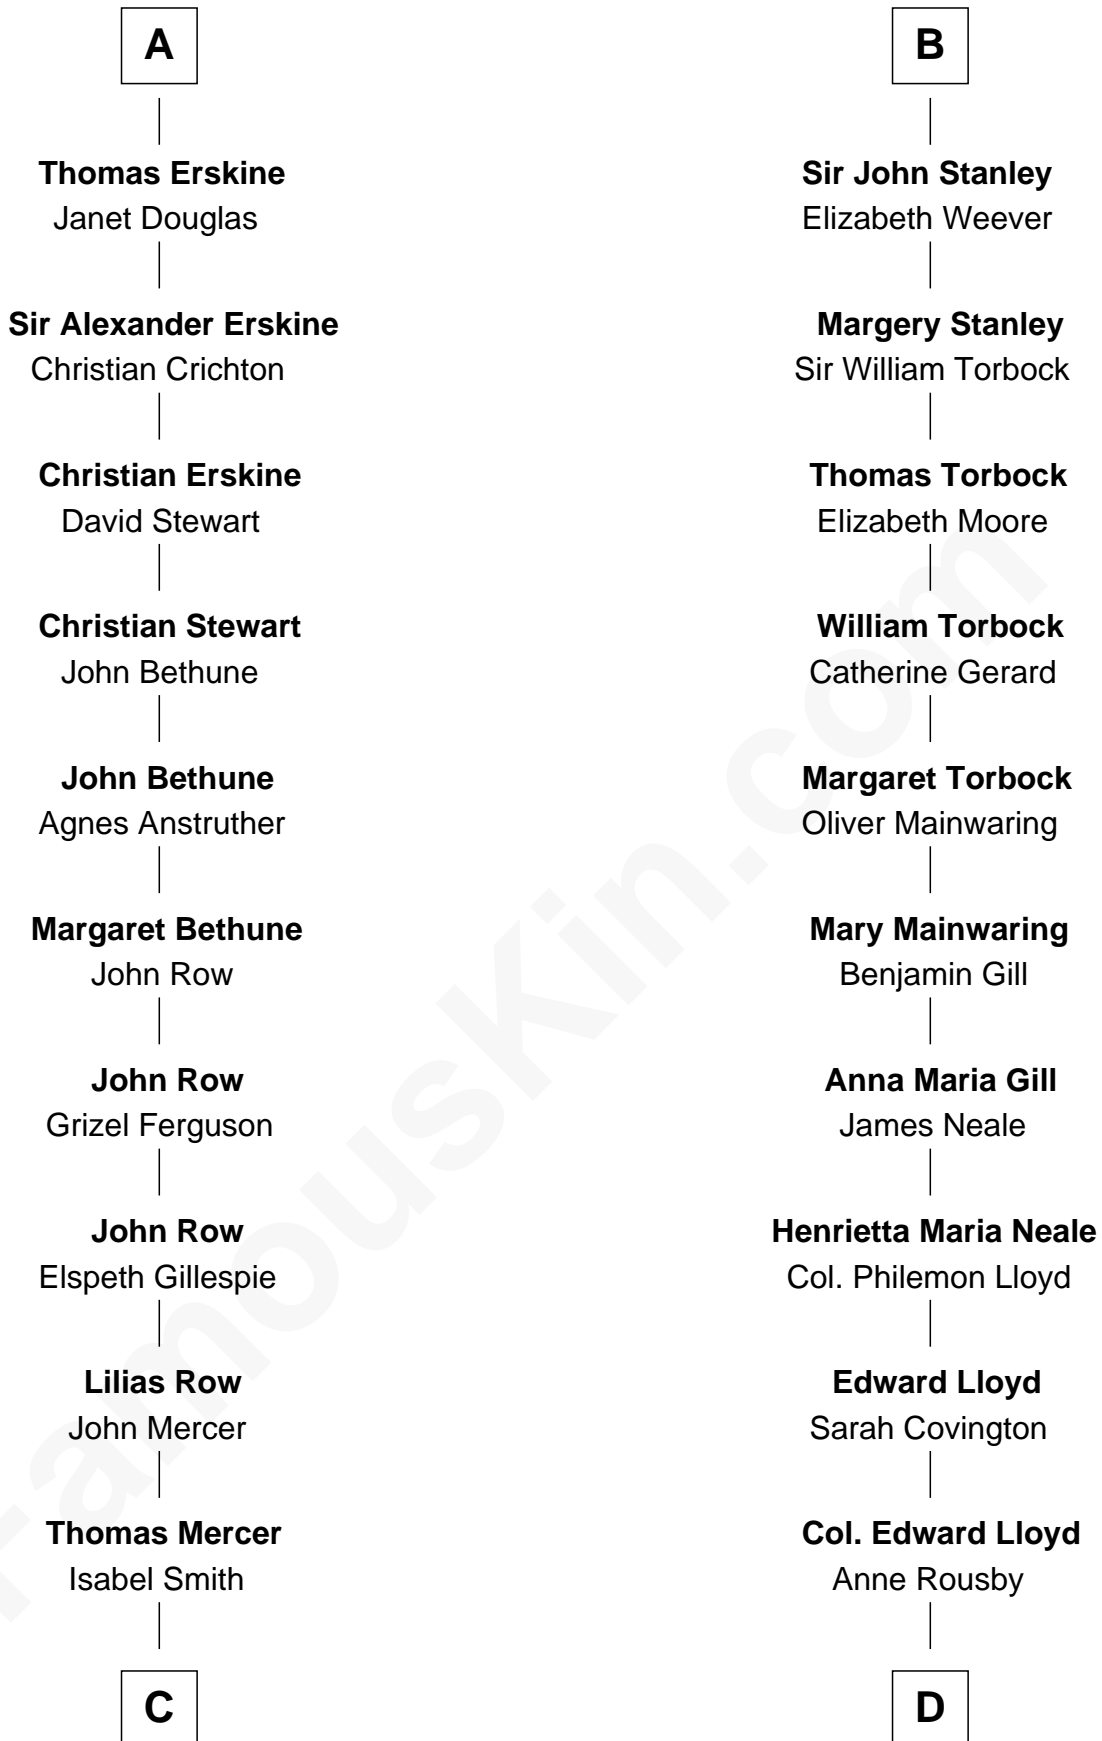 A
Thomas Erskine
Janet Douglas
Sir Alexander Erskine
Christian Crichton
Christian Erskine
David Stewart
Christian Stewart
John Bethune
John Bethune
Agnes Anstruther
Margaret Bethune
John Row
John Row
Grizel Ferguson
John Row
Elspeth Gillespie
Lilias Row
John Mercer
Thomas Mercer
Isabel Smith
C
B
Sir John Stanley
Elizabeth Weever
Margery Stanley
Sir William Torbock
Thomas Torbock
Elizabeth Moore
William Torbock
Catherine Gerard
Margaret Torbock
Oliver Mainwaring
Mary Mainwaring
Benjamin Gill
Anna Maria Gill
James Neale
Henrietta Maria Neale
Col. Philemon Lloyd
Edward Lloyd
Sarah Covington
Col. Edward Lloyd
Anne Rousby
D
FamousKin.com